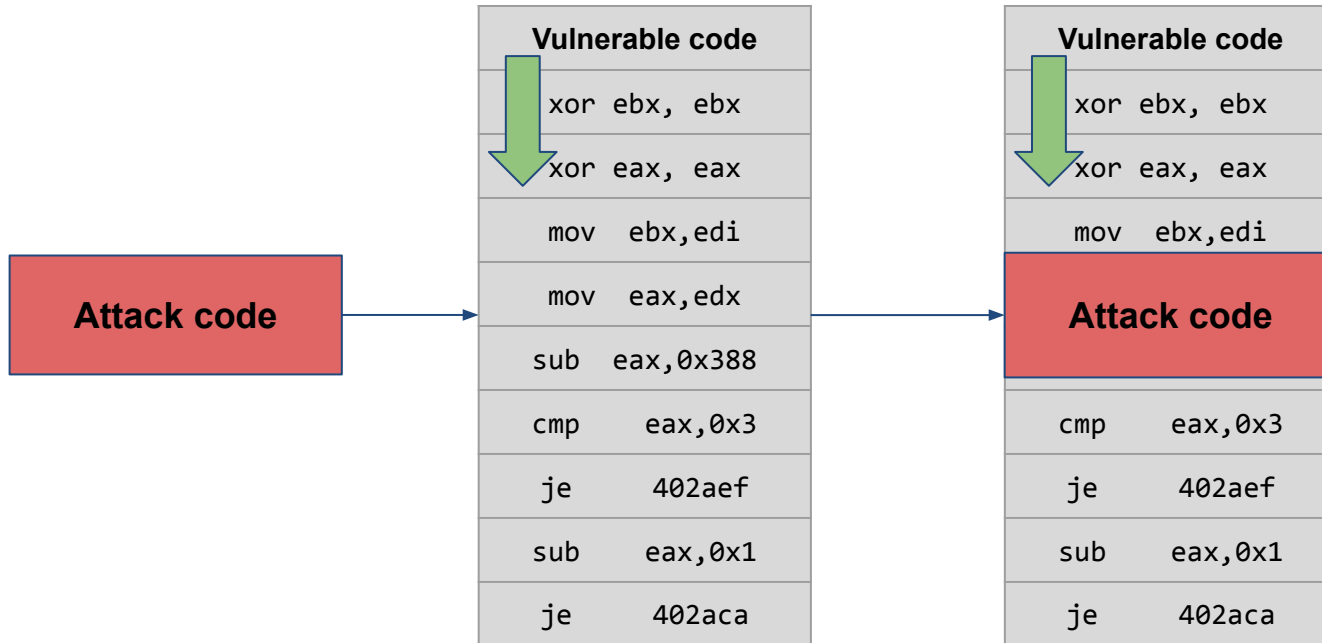 Attack code
Vulnerable code
xor ebx, ebx
xor eax, eax
mov ebx,edi
mov eax,edx
sub eax,0x388
cmp eax,0x3
je 402aef
sub eax,0x1
je 402aca
Vulnerable code
xor ebx, ebx
xor eax, eax
mov ebx,edi
Attack code
cmp eax,0x3
je 402aef
sub eax,0x1
je 402aca